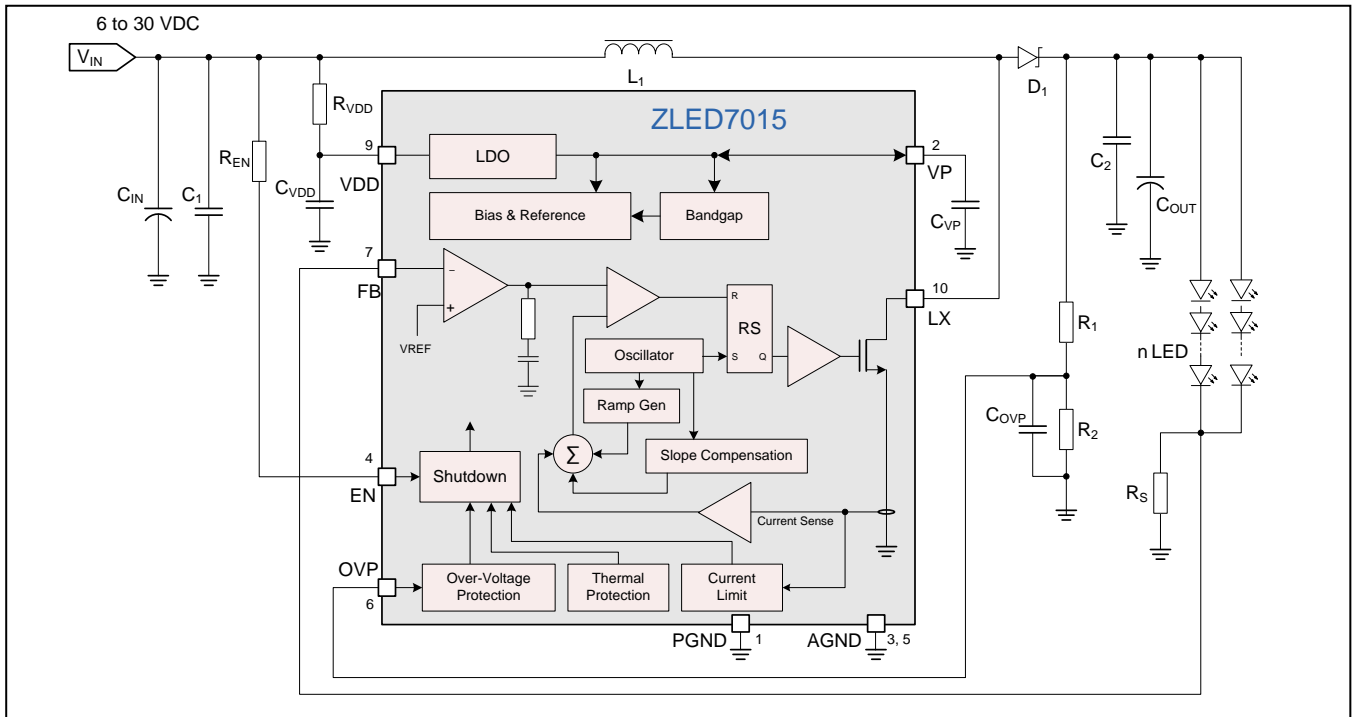 6 to 30 VDC
VIN
L1
D1
RVDD
ZLED7015
REN
9
LDO
2
VDD
VP
CIN
C1
CVDD
Bias & Reference
Bandgap
CVP
C2
COUT
7
FB
−
+
VREF
R
RS
S
Q
10
LX
Oscillator
Ramp Gen
R1
n LED
COVP
R2
Σ
Slope Compensation
4
EN
Shutdown
Current Sense
RS
OVP
6
Over-Voltage
Protection
Thermal
Protection
Current
Limit
PGND
1
AGND
3, 5